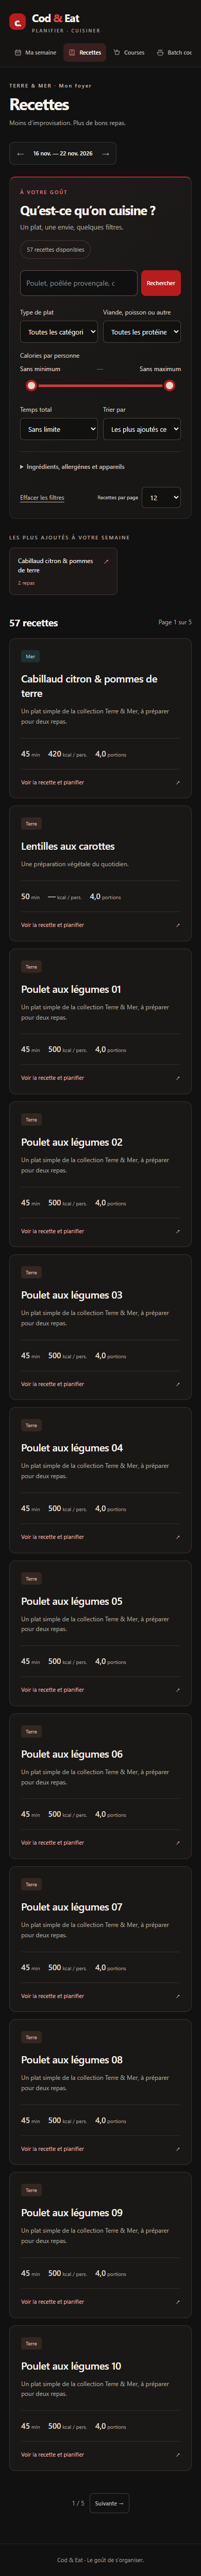 c.
Cod & Eat
PLANIFIER · CUISINER
Ma semaine
Recettes
Courses
Batch coo
TERRE & MER · Mon foyer
Recettes
Moins d'improvisation. Plus de bons repas.
← 16 nov. — 22 nov. 2026 →
À VOTRE GOÛT
Qu'est-ce qu'on cuisine ?
Un plat, une envie, quelques filtres.
57 recettes disponibles
Poulet, poêlée provençale, c
Rechercher
Type de plat
Viande, poisson ou autre
Toutes les catégori
Toutes les protéine
Calories par personne
Sans minimum — Sans maximum
Temps total
Trier par
Sans limite
Les plus ajoutés ce
▶ Ingrédients, allergènes et appareils
Effacer les filtres
Recettes par page
12
LES PLUS AJOUTÉS À VOTRE SEMAINE
Cabillaud citron & pommes
de terre
↗
2 repas
57 recettes
Page 1 sur 5
Mer
Cabillaud citron & pommes de
terre
Un plat simple de la collection Terre & Mer, à préparer
pour deux repas.
45 min 420 kcal / pers. 4,0 portions
Voir la recette et planifier ↗
Terre
Lentilles aux carottes
Une préparation végétale du quotidien.
50 min — kcal / pers. 4,0 portions
Voir la recette et planifier ↗
Terre
Poulet aux légumes 01
Un plat simple de la collection Terre & Mer, à préparer
pour deux repas.
45 min 500 kcal / pers. 4,0 portions
Voir la recette et planifier ↗
Terre
Poulet aux légumes 02
Un plat simple de la collection Terre & Mer, à préparer
pour deux repas.
45 min 500 kcal / pers. 4,0 portions
Voir la recette et planifier ↗
Terre
Poulet aux légumes 03
Un plat simple de la collection Terre & Mer, à préparer
pour deux repas.
45 min 500 kcal / pers. 4,0 portions
Voir la recette et planifier ↗
Terre
Poulet aux légumes 04
Un plat simple de la collection Terre & Mer, à préparer
pour deux repas.
45 min 500 kcal / pers. 4,0 portions
Voir la recette et planifier ↗
Terre
Poulet aux légumes 05
Un plat simple de la collection Terre & Mer, à préparer
pour deux repas.
45 min 500 kcal / pers. 4,0 portions
Voir la recette et planifier ↗
Terre
Poulet aux légumes 06
Un plat simple de la collection Terre & Mer, à préparer
pour deux repas.
45 min 500 kcal / pers. 4,0 portions
Voir la recette et planifier ↗
Terre
Poulet aux légumes 07
Un plat simple de la collection Terre & Mer, à préparer
pour deux repas.
45 min 500 kcal / pers. 4,0 portions
Voir la recette et planifier ↗
Terre
Poulet aux légumes 08
Un plat simple de la collection Terre & Mer, à préparer
pour deux repas.
45 min 500 kcal / pers. 4,0 portions
Voir la recette et planifier ↗
Terre
Poulet aux légumes 09
Un plat simple de la collection Terre & Mer, à préparer
pour deux repas.
45 min 500 kcal / pers. 4,0 portions
Voir la recette et planifier ↗
Terre
Poulet aux légumes 10
Un plat simple de la collection Terre & Mer, à préparer
pour deux repas.
45 min 500 kcal / pers. 4,0 portions
Voir la recette et planifier ↗
1 / 5 Suivante →
Cod & Eat · Le goût de s'organiser.